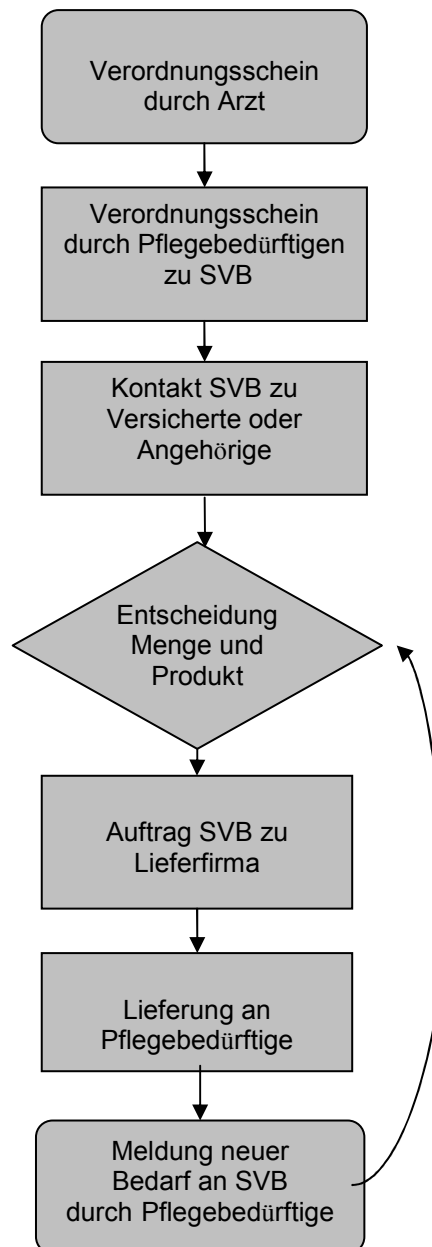 Verordnungsschein
durch Arzt
Verordnungsschein
durch Pflegebedürftigen
zu SVB
Kontakt SVB zu
Versicherte oder
Angehörige
Entscheidung
Menge und
Produkt
Auftrag SVB zu
Lieferfirma
Lieferung an
Pflegebedürftige
Meldung neuer
Bedarf an SVB
durch Pflegebedürftige